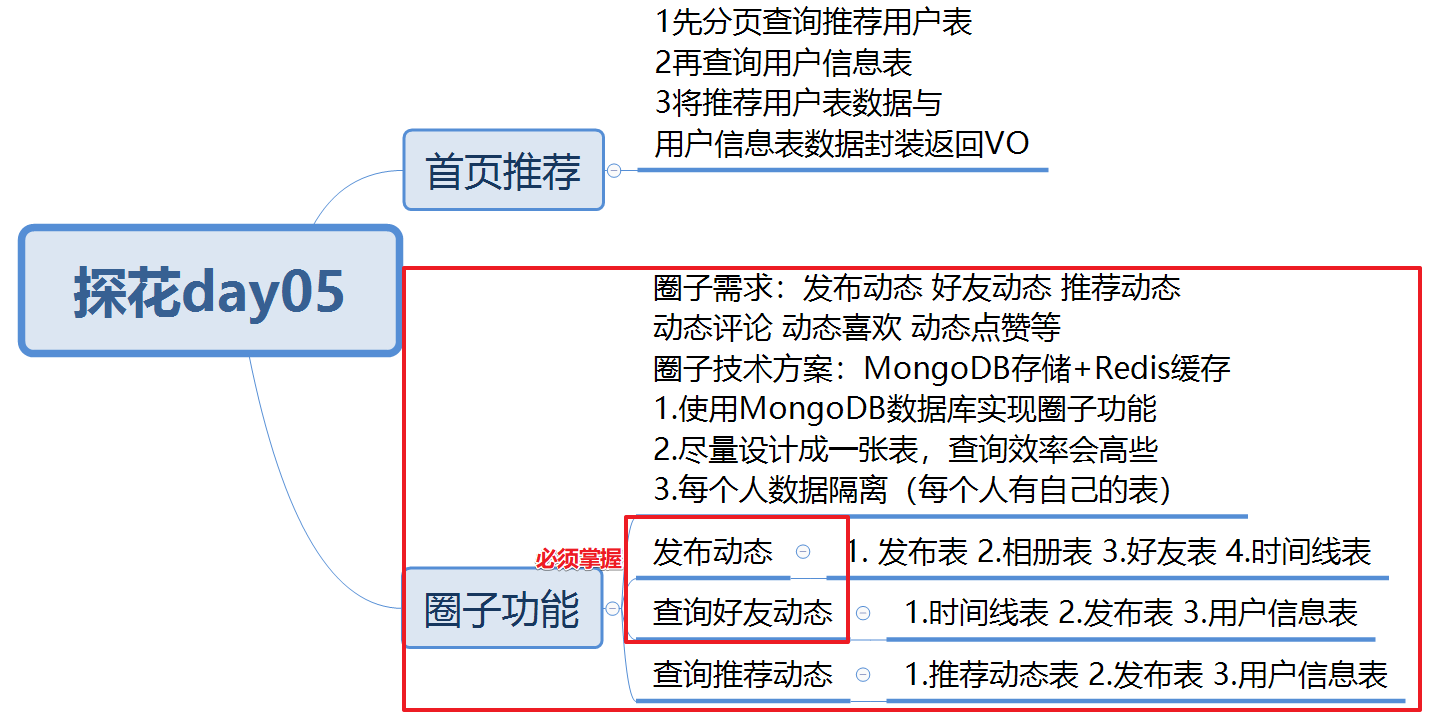 1先分页查询推荐用户表
2再查询用户信息表
3将推荐用户表数据与
用户信息表数据封装返回VO
首页推荐
探花day05
圈子需求：发布动态 好友动态 推荐动态
动态评论 动态喜欢 动态点赞等
圈子技术方案：MongoDB存储+Redis缓存
1.使用MongoDB数据库实现圈子功能
2.尽量设计成一张表，查询效率会高些
3.每个人数据隔离（每个人有自己的表）
必须掌握
圈子功能
发布动态
1. 发布表 2.相册表 3.好友表 4.时间线表
查询好友动态
1.时间线表 2.发布表 3.用户信息表
查询推荐动态
1.推荐动态表 2.发布表 3.用户信息表